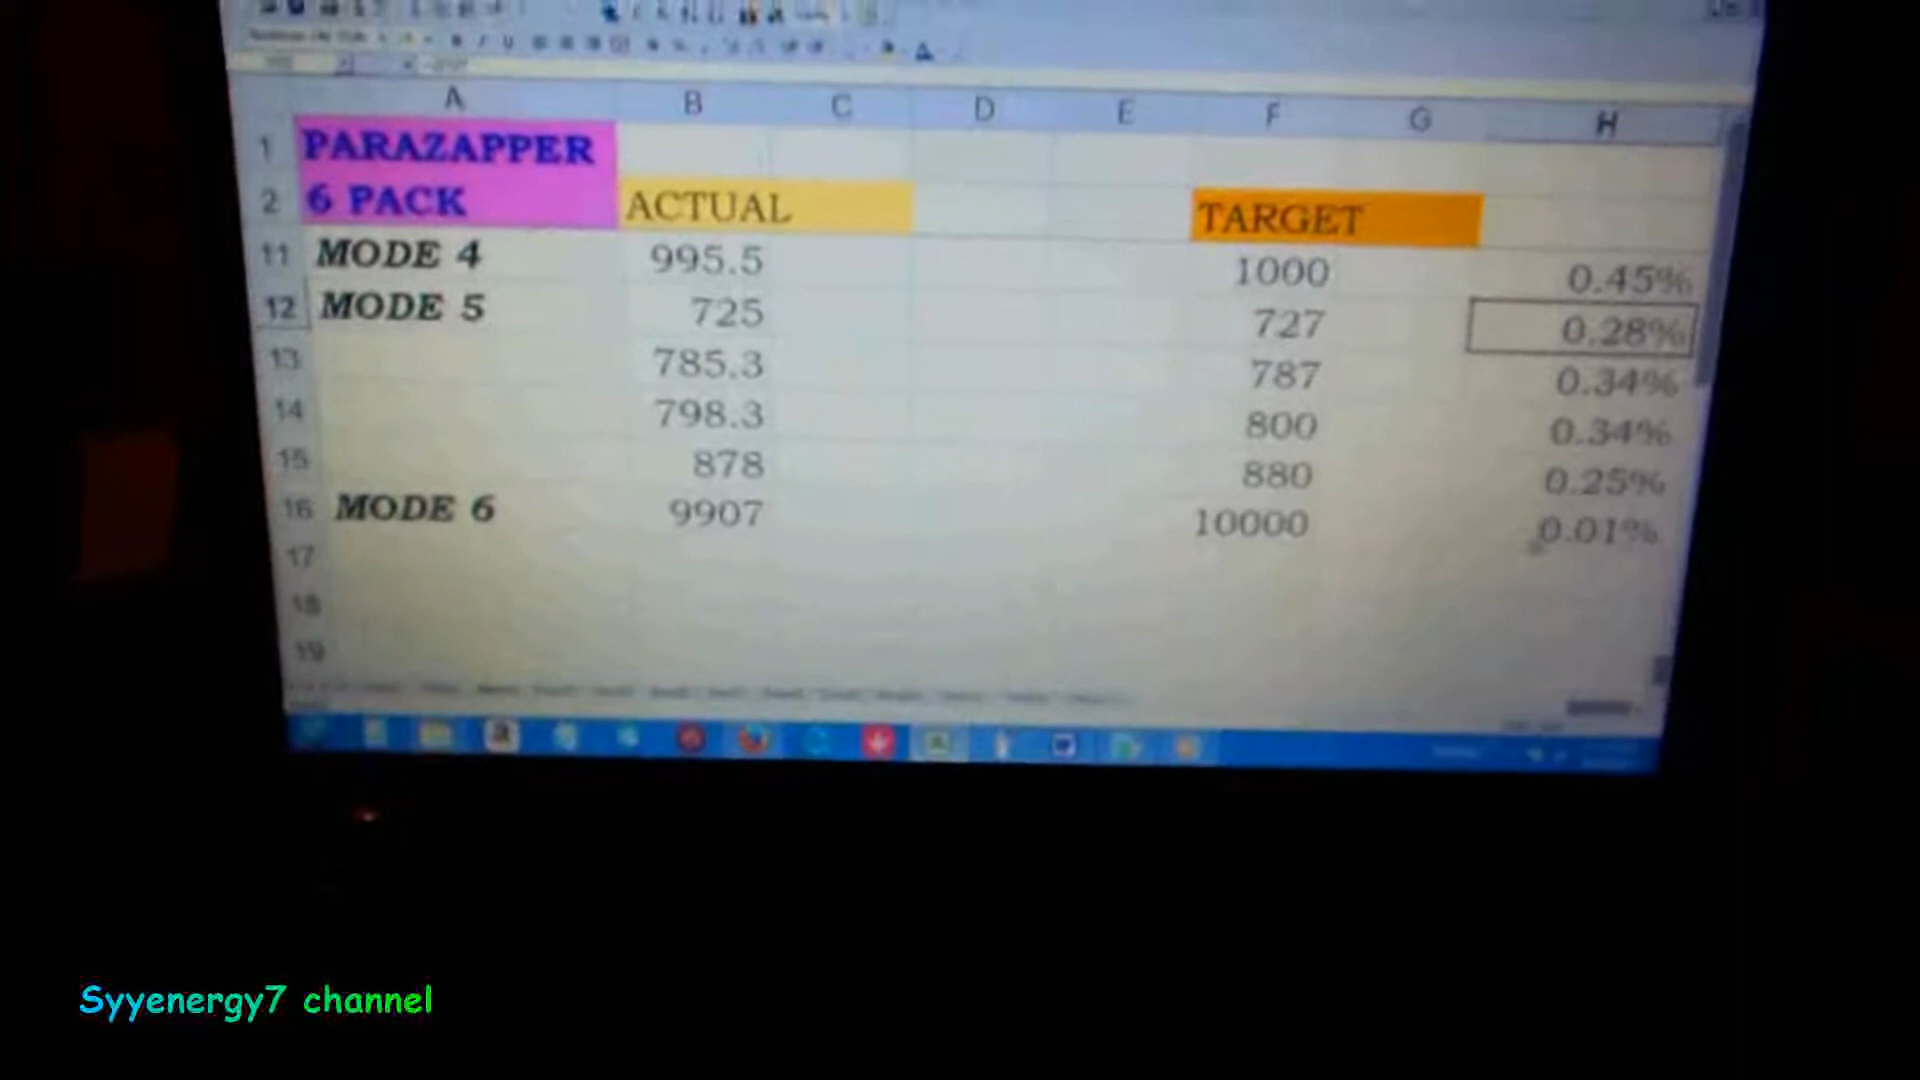 A B C D E F G H
1 PARAZAPPER
2 6 PACK ACTUAL TARGET
11 MODE 4 995.5 1000 0.45%
12 MODE 5 725 727 0.28%
13 785.3 787 0.34%
14 798.3 800 0.34%
15 878 880 0.25%
16 MODE 6 9907 10000 0.01%
17
18
19
Syyenergy7 channel